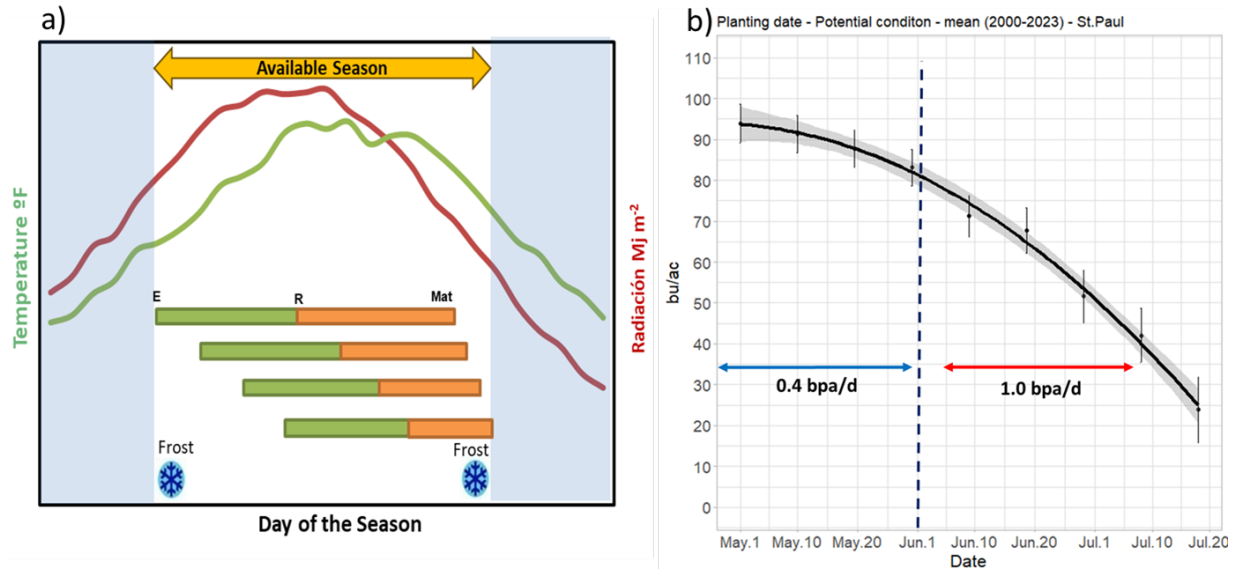 a)
Available Season
Temperature ºF
Radiación Mj m⁻²
E
R
Mat
Frost
Frost
Day of the Season
b)
Planting date - Potential conditon - mean (2000-2023) - St.Paul
110
100
90
80
70
60
50
40
30
20
10
0
bu/ac
0.4 bpa/d
1.0 bpa/d
May.1
May.10
May.20
Jun.1
Jun.10
Jun.20
Jul.1
Jul.10
Jul.20
Date